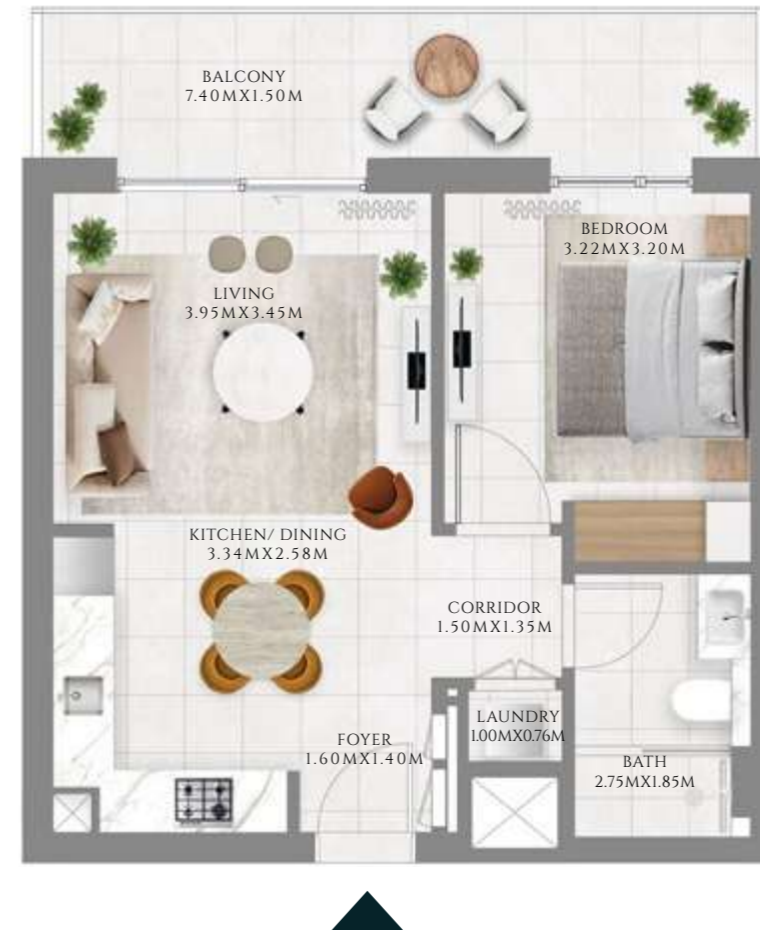 BALCONY
7.40MX1.50M
BEDROOM
3.22MX3.20M
LIVING
3.95MX3.45M
KITCHEN/ DINING
3.34MX2.58M
CORRIDOR
1.50MX1.35M
LAUNDRY
1.00MX0.76M
FOYER
1.60MX1.40M
BATH
2.75MX1.85M